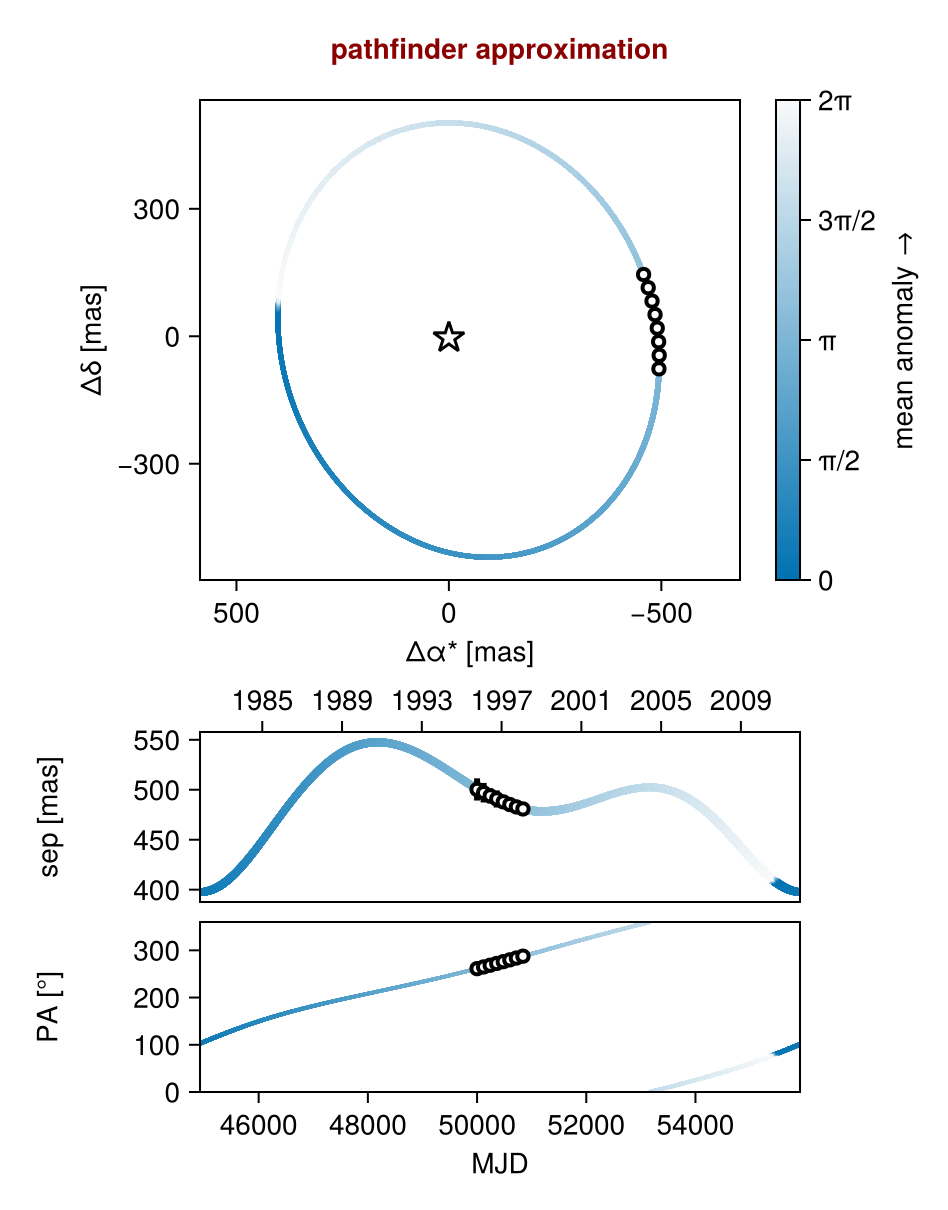 pathfinder approximation
2π
3π/2
π
π/2
0
mean anomaly →
300
0
−300
Δδ [mas]
500 0 −500
Δα* [mas]
1985 1989 1993 1997 2001 2005 2009
550
500
450
400
sep [mas]
300
200
100
0
PA [°]
46000 48000 50000 52000 54000
MJD